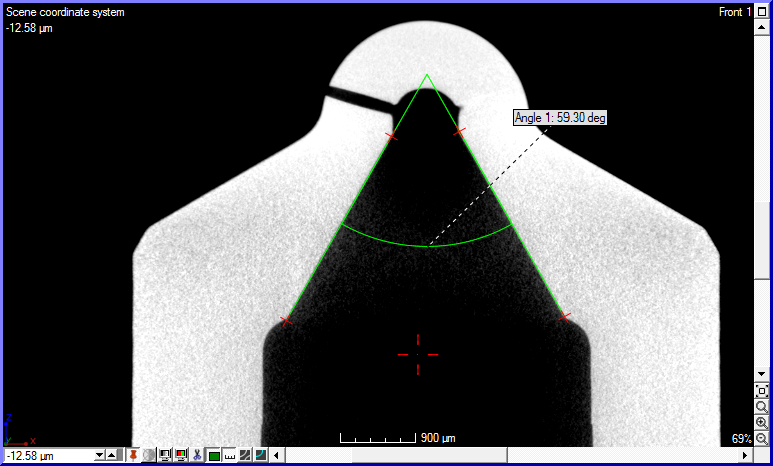 Scene coordinate system
Front 1
-12.58 µm
Angle 1: 59.30 deg
900 µm
69%
X
-12.58 µm